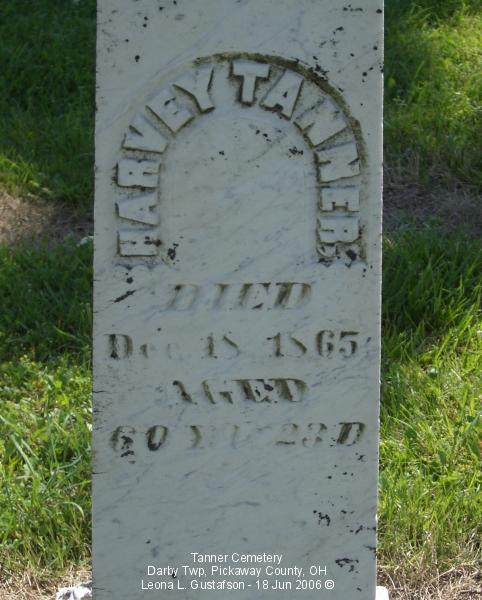 HARVEY TANNER
DIED
Dec. 18, 1865
AGED
60 Y's 23 D
Tanner Cemetery
Darby Twp, Pickaway County, OH
Leona L. Gustafson - 18 Jun 2006 ©